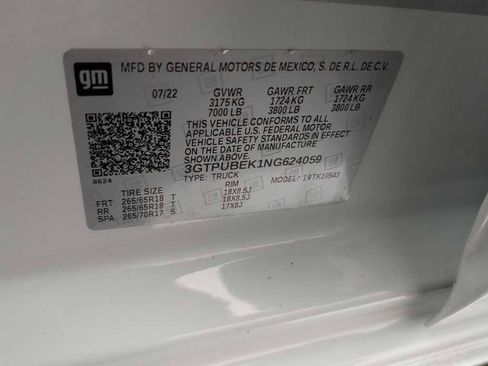 gm
MFD BY GENERAL MOTORS DE MEXICO, S. DE R.L. DE C.V.
07/22 GVWR GAWR FRT GAWR RR
3175 KG 1724 KG 1724 KG
7000 LB 3800 LB 3800 LB
THIS VEHICLE CONFORMS TO ALL
APPLICABLE U.S. FEDERAL MOTOR
VEHICLE SAFETY STANDARDS IN EFFECT
ON THE DATE OF MANUFACTURE SHOWN ABOVE.
3GTPUBEK1NG624059
8624
TYPE: TRUCK MODEL: 19TK10543
TIRE SIZE RIM
FRT 265/65R18 T 18X8.5J
RR 265/65R18 T 18X8.5J
SPA 265/70R17 S 17X8J